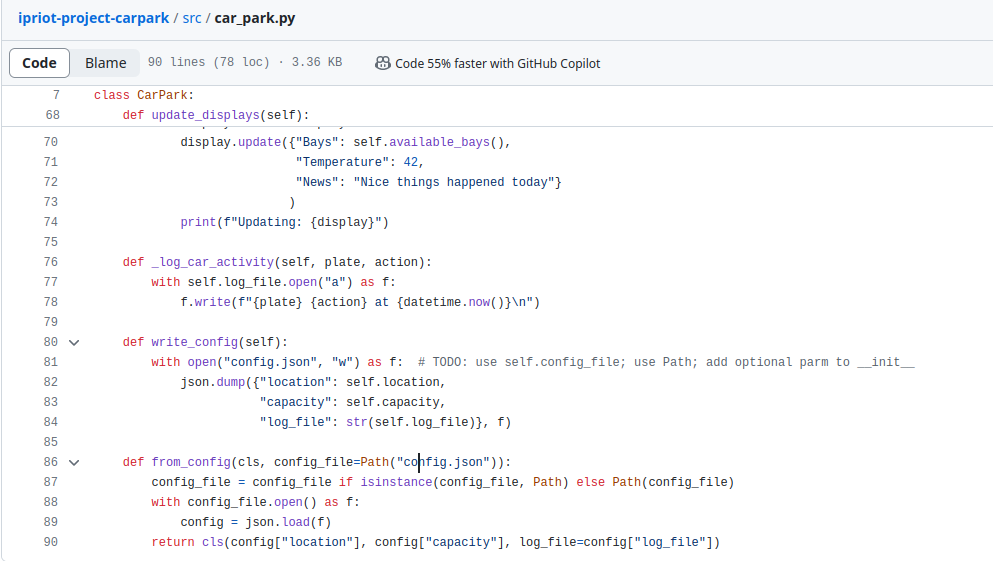 ipriot-project-carpark / src / car_park.py
Code Blame 90 lines (78 loc) · 3.36 KB Code 55% faster with GitHub Copilot
7 class CarPark:
68 def update_displays(self):
70 display.update({"Bays": self.available_bays(),
71 "Temperature": 42,
72 "News": "Nice things happened today"}
73 )
74 print(f"Updating: {display}")
75
76 def _log_car_activity(self, plate, action):
77 with self.log_file.open("a") as f:
78 f.write(f"{plate} {action} at {datetime.now()}\n")
79
80 def write_config(self):
81 with open("config.json", "w") as f: # TODO: use self.config_file; use Path; add optional parm to __init__
82 json.dump({"location": self.location,
83 "capacity": self.capacity,
84 "log_file": str(self.log_file)}, f)
85
86 def from_config(cls, config_file=Path("config.json")):
87 config_file = config_file if isinstance(config_file, Path) else Path(config_file)
88 with config_file.open() as f:
89 config = json.load(f)
90 return cls(config["location"], config["capacity"], log_file=config["log_file"])